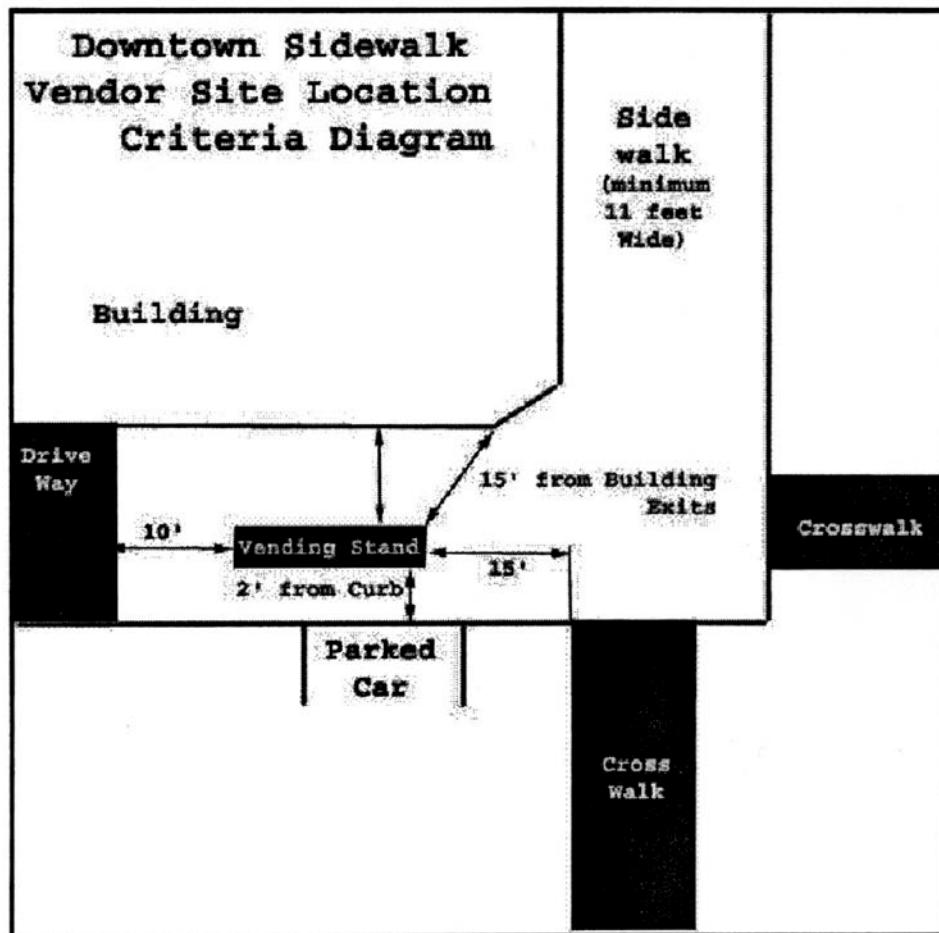 Downtown Sidewalk
Vendor Site Location
Criteria Diagram
Side
walk
(minimum
11 feet
Wide)
Building
Drive
Way
15' from Building
Exits
10'
Vending Stand
15'
Crosswalk
2' from Curb
Parked
Car
Cross
Walk